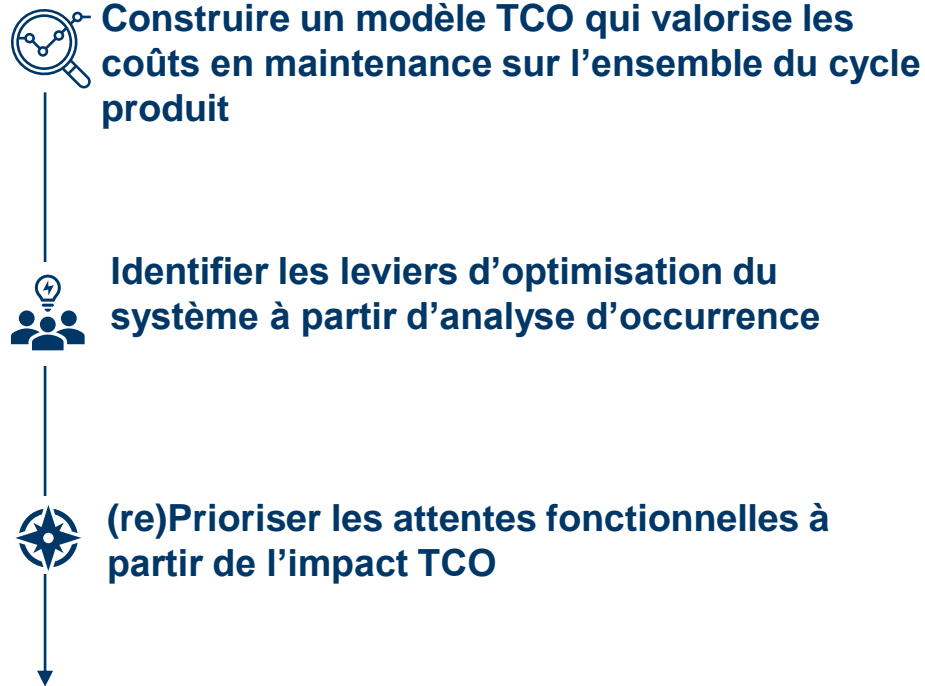 Construire un modèle TCO qui valorise les
coûts en maintenance sur l’ensemble du cycle
produit
Identifier les leviers d’optimisation du
système à partir d’analyse d’occurrence
(re)Prioriser les attentes fonctionnelles à
partir de l’impact TCO